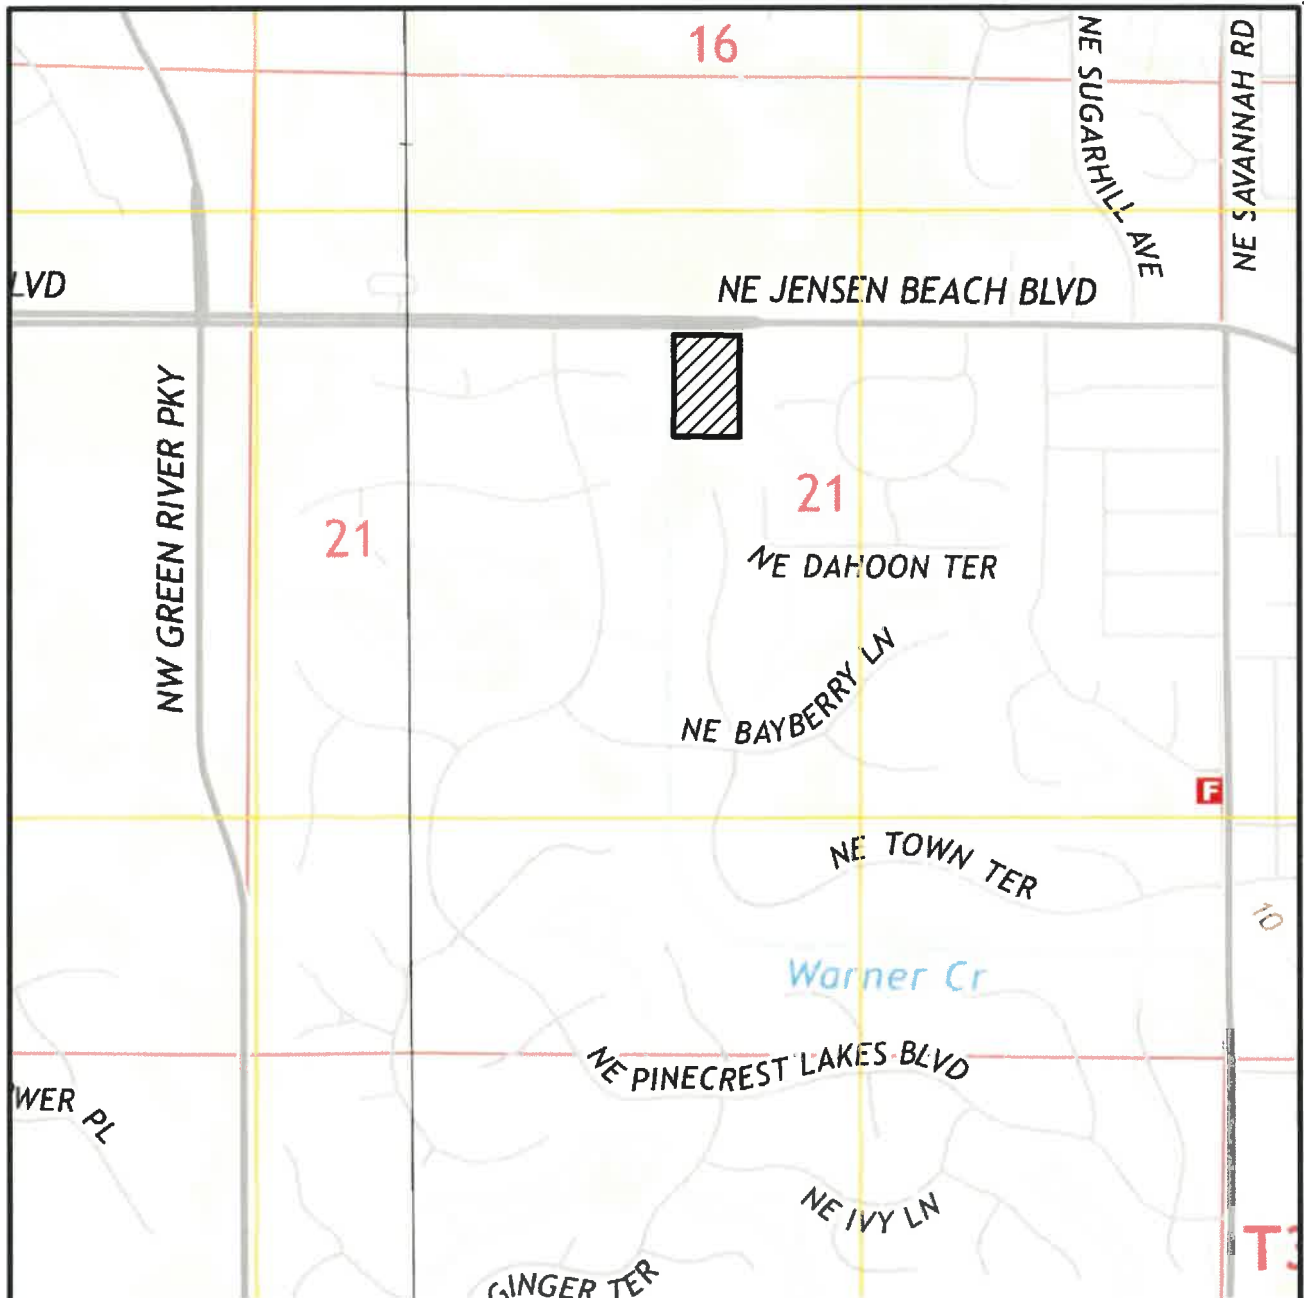 16
NE SUGARHILL AVE
NE SAVANNAH RD
LVD
NE JENSEN BEACH BLVD
NW GREEN RIVER PKY
21
21
NE DAHOON TER
NE BAYBERRY LN
F
NE TOWN TER
10
Warner Cr
NE PINECREST LAKES BLVD
WER PL
NE IVY LN
T3
GINGER TER